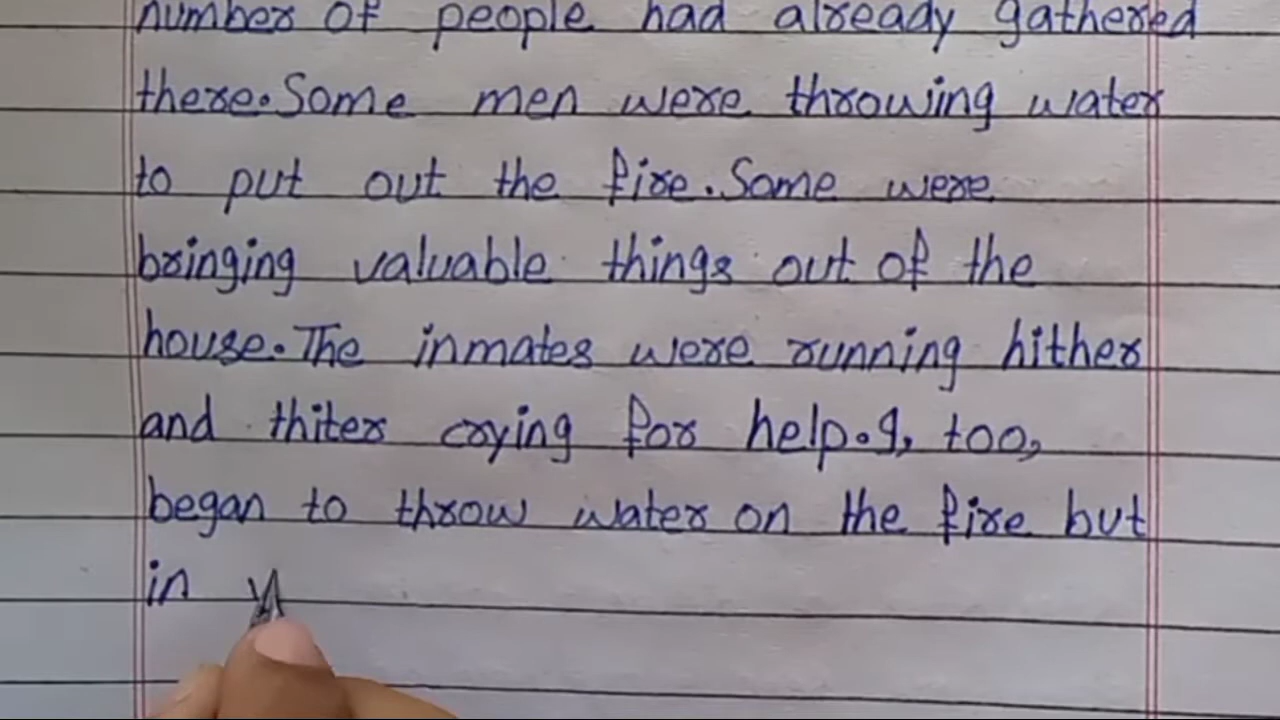 number of people had already gathered
there. Some men were throwing water
to put out the fire. Some were
bringing valuable things out of the
house. The inmates were running hither
and thiter crying for help. I, too,
began to throw water on the fire but
in